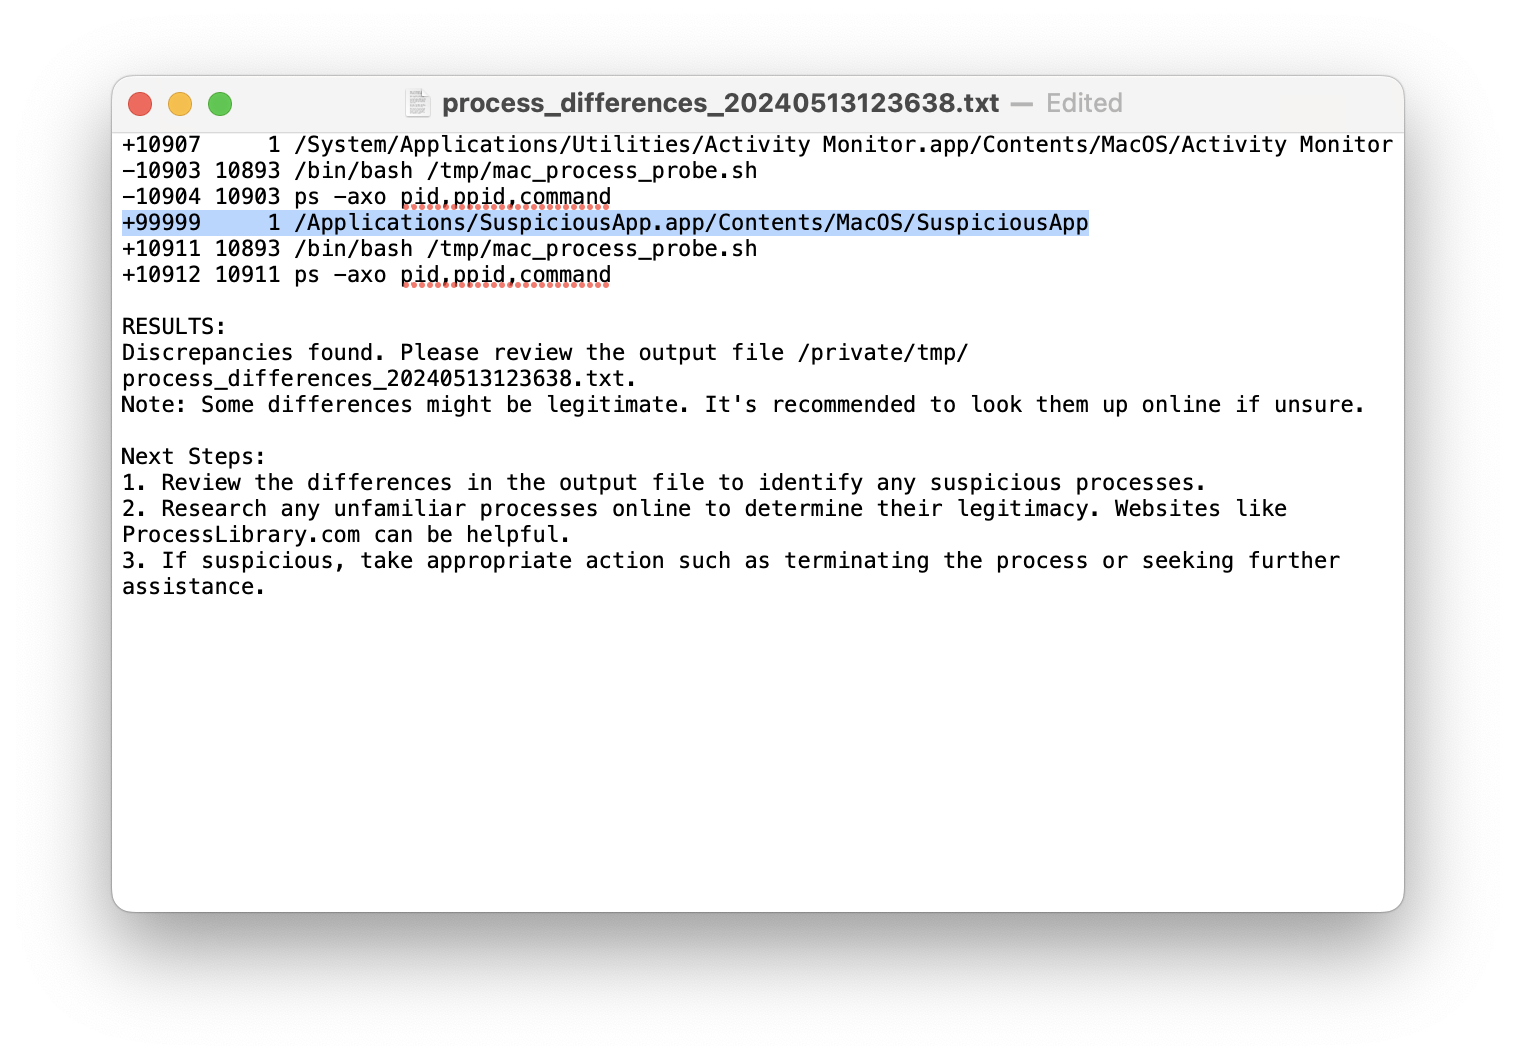 process_differences_20240513123638.txt — Edited
+10907     1 /System/Applications/Utilities/Activity Monitor.app/Contents/MacOS/Activity Monitor
−10903 10893 /bin/bash /tmp/mac_process_probe.sh
−10904 10903 ps −axo pid,ppid,command
+99999     1 /Applications/SuspiciousApp.app/Contents/MacOS/SuspiciousApp
+10911 10893 /bin/bash /tmp/mac_process_probe.sh
+10912 10911 ps −axo pid,ppid,command
RESULTS:
Discrepancies found. Please review the output file /private/tmp/
process_differences_20240513123638.txt.
Note: Some differences might be legitimate. It's recommended to look them up online if unsure.
Next Steps:
1. Review the differences in the output file to identify any suspicious processes.
2. Research any unfamiliar processes online to determine their legitimacy. Websites like
ProcessLibrary.com can be helpful.
3. If suspicious, take appropriate action such as terminating the process or seeking further
assistance.